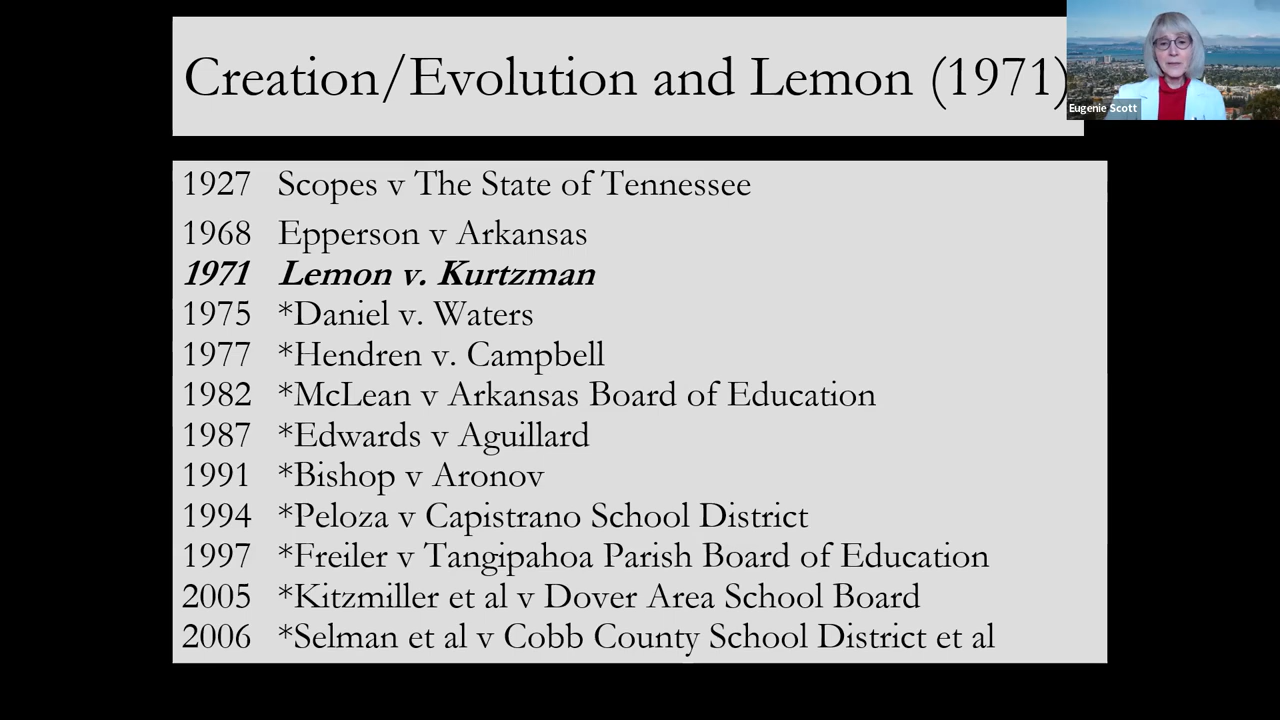 Creation/Evolution and Lemon (1971)
Eugenie Scott
1927 Scopes v The State of Tennessee
1968 Epperson v Arkansas
1971 Lemon v. Kurtzman
1975 *Daniel v. Waters
1977 *Hendren v. Campbell
1982 *McLean v Arkansas Board of Education
1987 *Edwards v Aguillard
1991 *Bishop v Aronov
1994 *Peloza v Capistrano School District
1997 *Freiler v Tangipahoa Parish Board of Education
2005 *Kitzmiller et al v Dover Area School Board
2006 *Selman et al v Cobb County School District et al